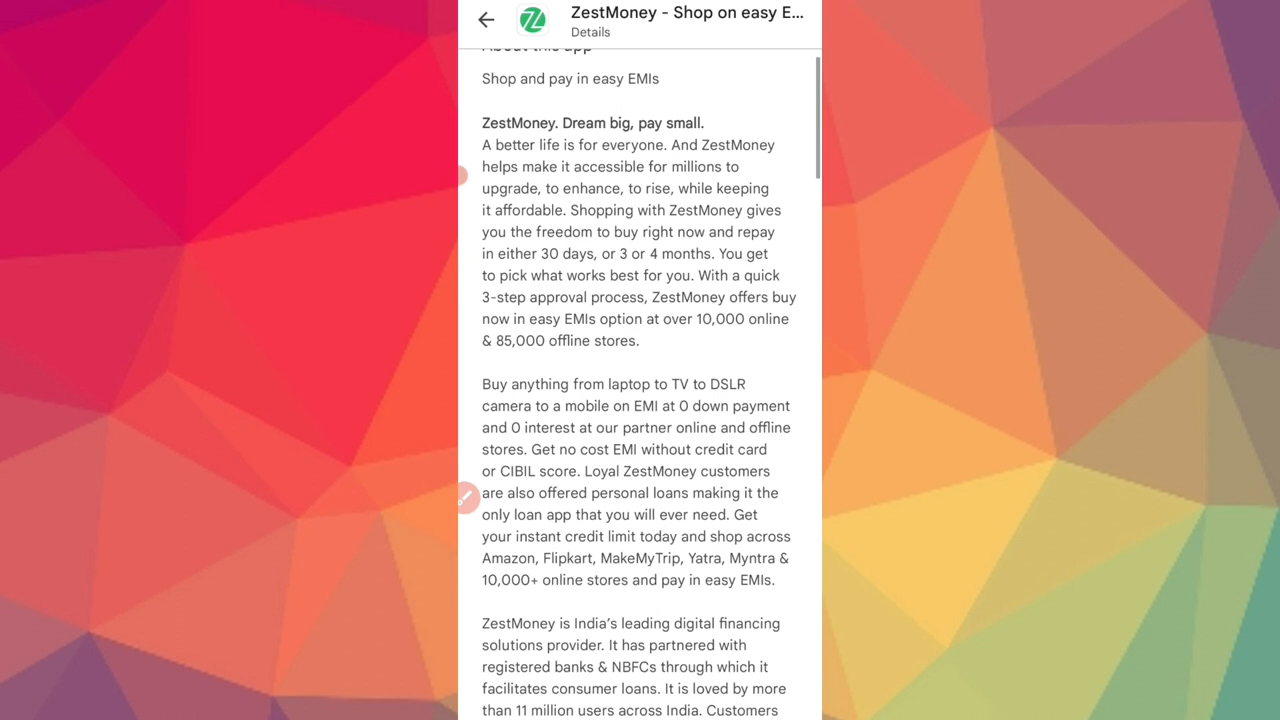 ZestMoney - Shop on easy E...
Details
About this app
Shop and pay in easy EMIs
ZestMoney. Dream big, pay small.
A better life is for everyone. And ZestMoney
helps make it accessible for millions to
upgrade, to enhance, to rise, while keeping
it affordable. Shopping with ZestMoney gives
you the freedom to buy right now and repay
in either 30 days, or 3 or 4 months. You get
to pick what works best for you. With a quick
3-step approval process, ZestMoney offers buy
now in easy EMIs option at over 10,000 online
& 85,000 offline stores.
Buy anything from laptop to TV to DSLR
camera to a mobile on EMI at 0 down payment
and 0 interest at our partner online and offline
stores. Get no cost EMI without credit card
or CIBIL score. Loyal ZestMoney customers
are also offered personal loans making it the
only loan app that you will ever need. Get
your instant credit limit today and shop across
Amazon, Flipkart, MakeMyTrip, Yatra, Myntra &
10,000+ online stores and pay in easy EMIs.
ZestMoney is India’s leading digital financing
solutions provider. It has partnered with
registered banks & NBFCs through which it
facilitates consumer loans. It is loved by more
than 11 million users across India. Customers